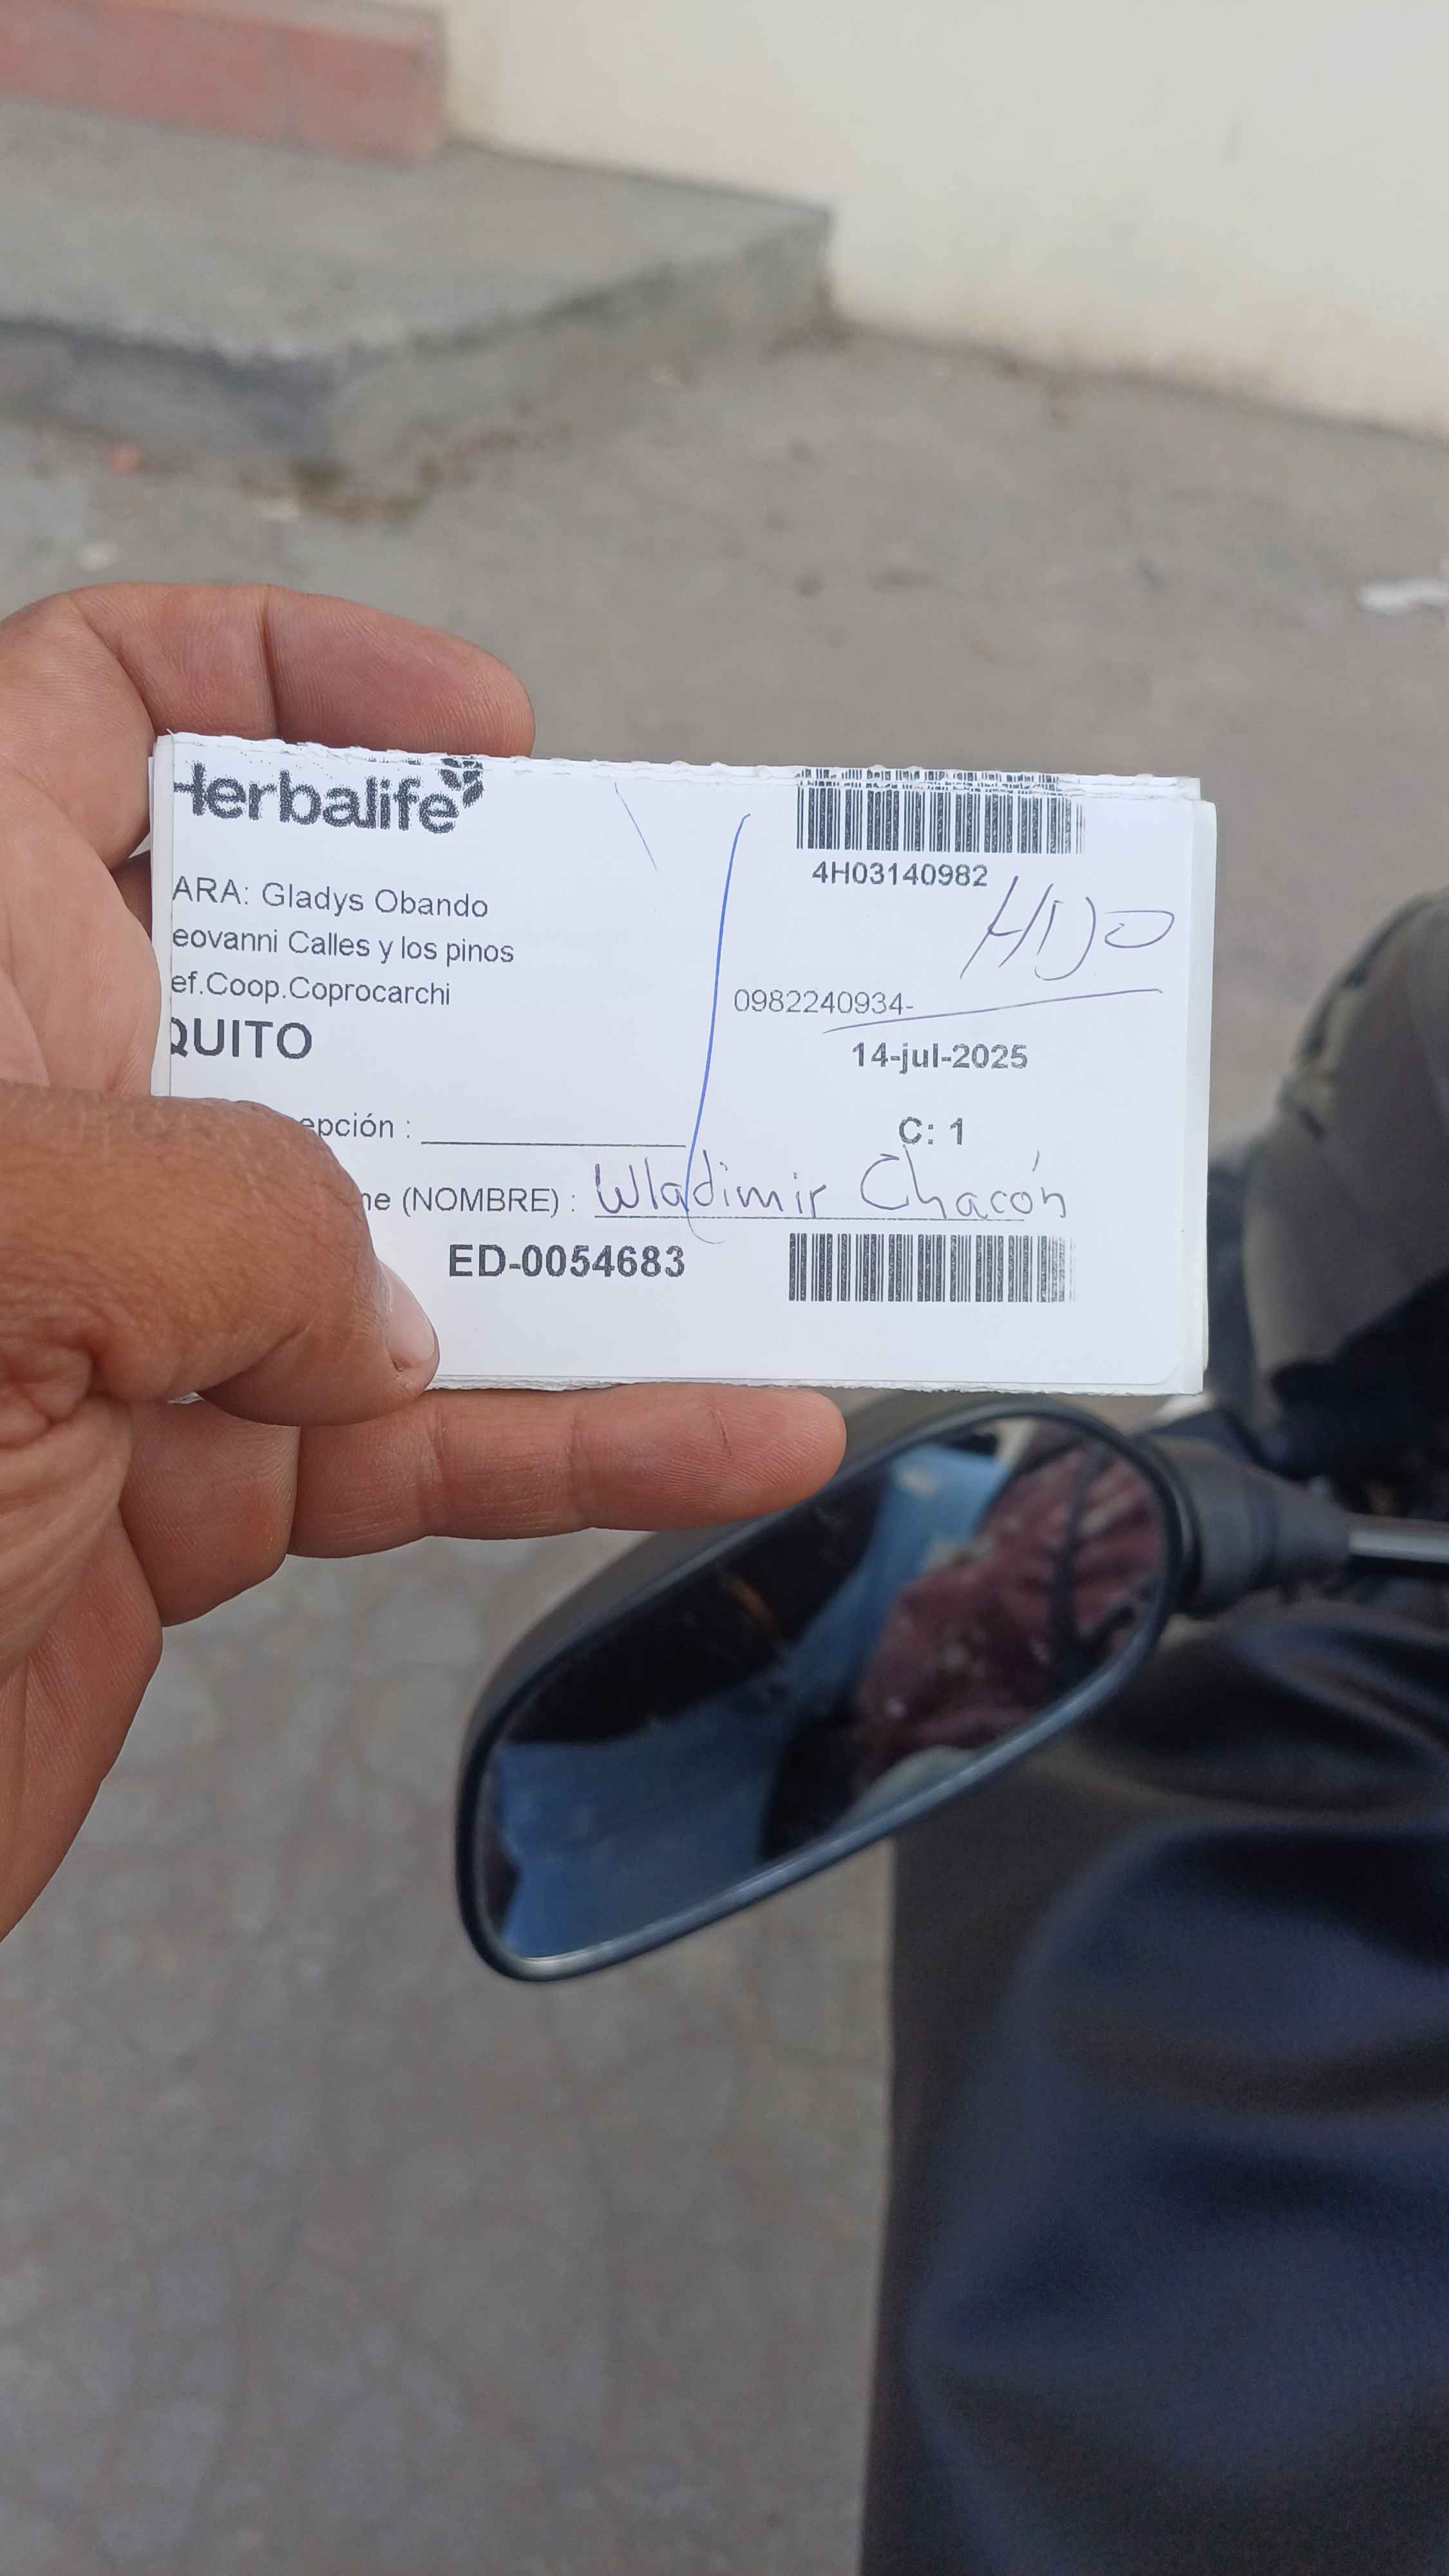 Herbalife
4H03140982
HIJO
ARA: Gladys Obando
eovanni Calles y los pinos
ef.Coop.Coprocarchi
QUITO
0982240934-
14-jul-2025
C: 1
epción :
ne (NOMBRE) : Wladimir Chacón
ED-0054683